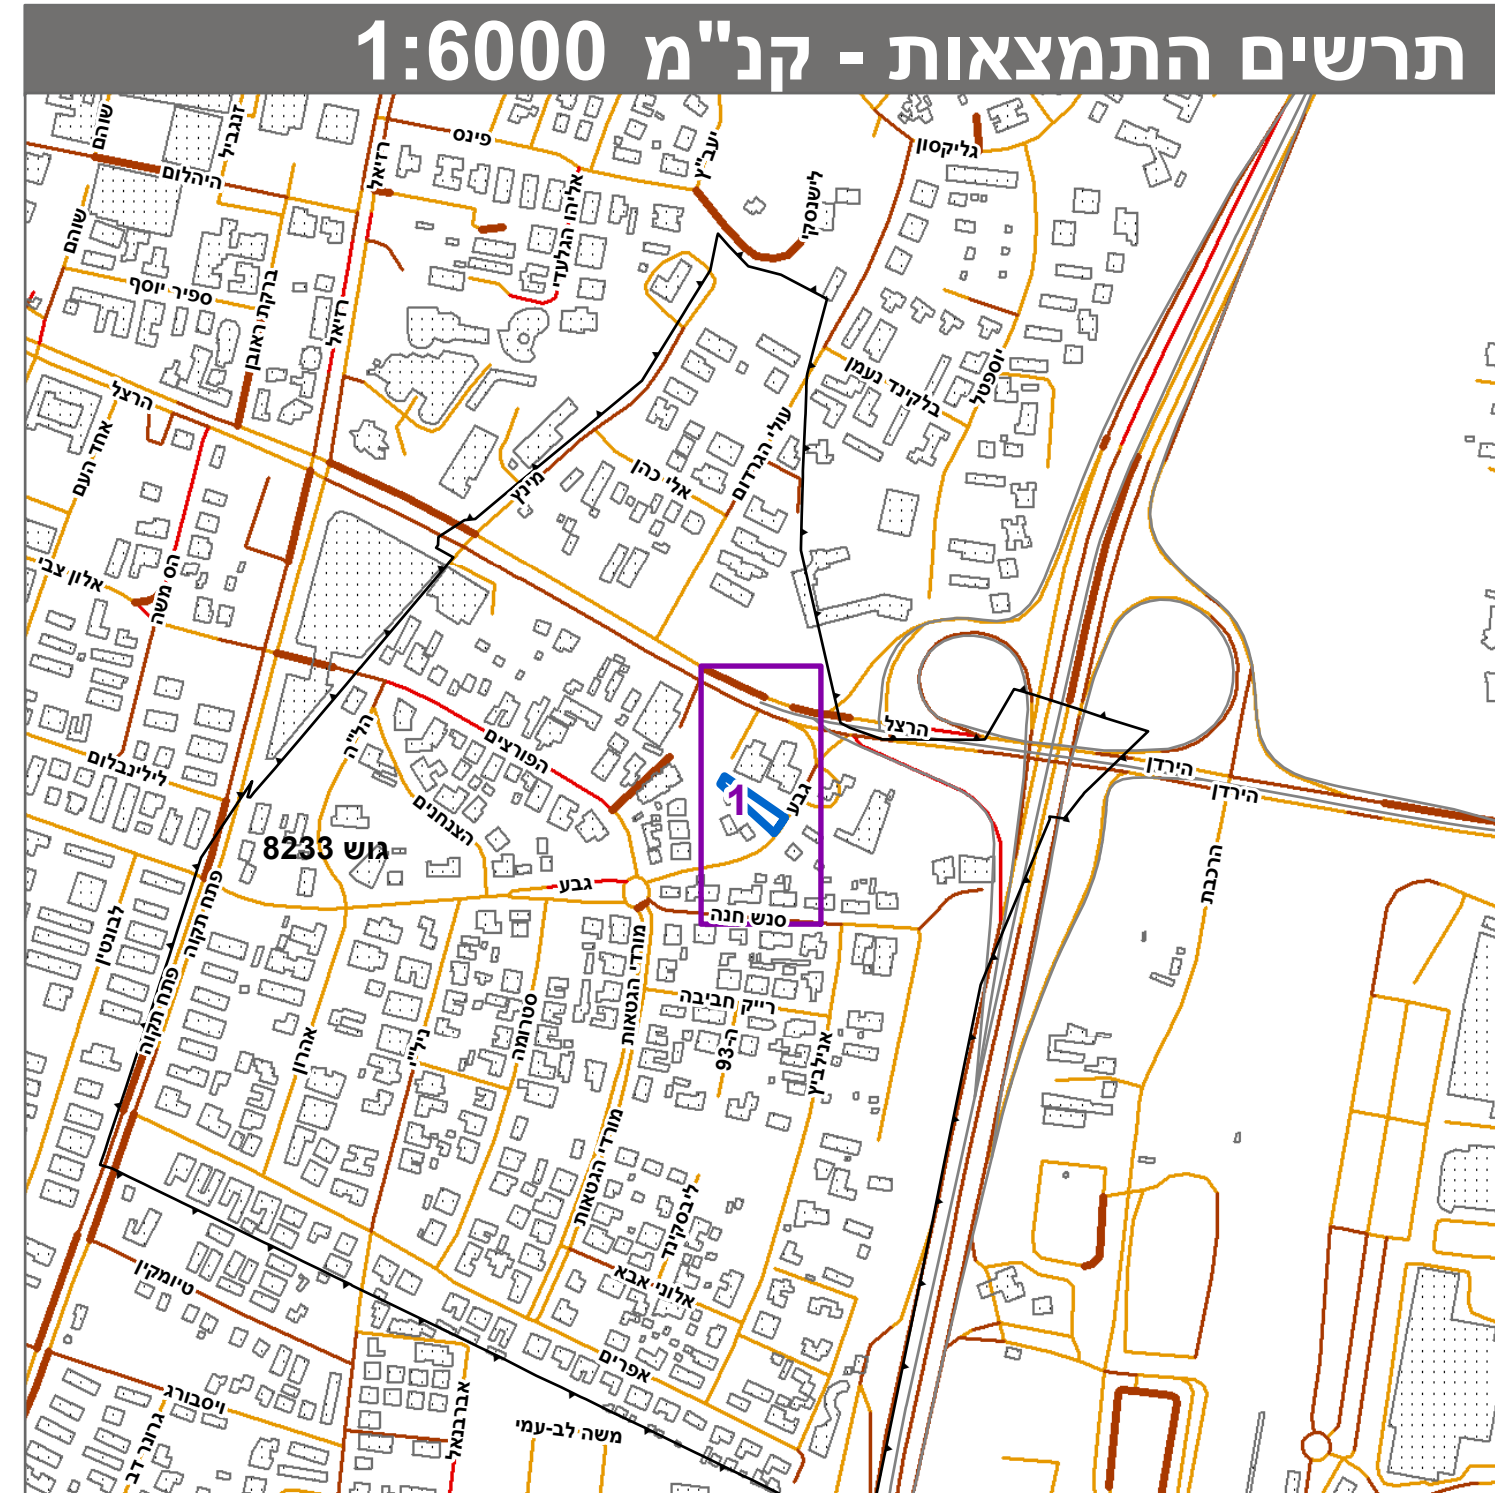 תרשים התמצאות - קנ"מ 1:6000
שוהם
זנגביל
רזיאל
פינס
יעב"ץ
גליקסון
היהלום
אליהו הגלעדי
לישנסקי
שוהם
ספיר יוסף
ברקת ראובן
רזיאל
הרצל
אחד העם
בלקינד נעמן
יוספטל
עולי הגרדום
אלי כהן
מינץ
אלון צבי
הס משה
הרצל
הירדן
הירדן
הפורצים
לילינבלום
הצנחנים
גבע
1
גוש 8233
הרכבת
גבע
סנש חנה
פתח תקוה
לבונטין
פתח תקוה
מורדי הגטאות
רייק חביבה
ה-93
אנילביץ
סטרומה
ניל"י
אהרון
מורדי הגטאות
ליבסקינד
אלוני אבא
טיומקין
אפרים
ויסבורג
אברבנאל
משה לב-עמי